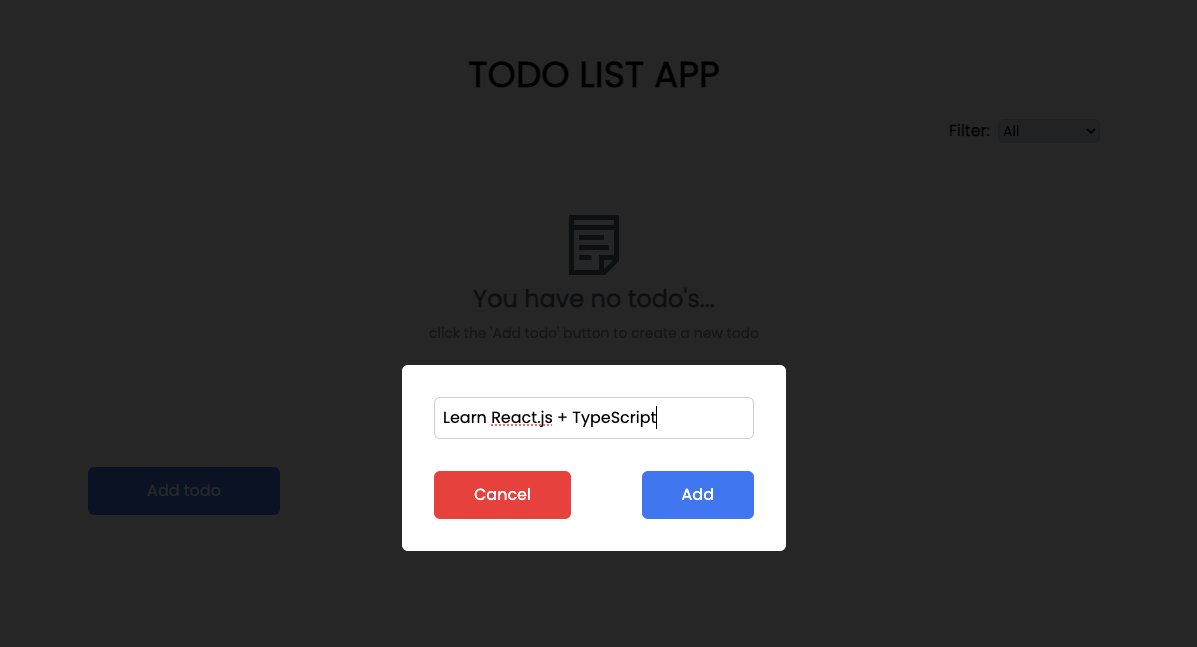 TODO LIST APP
Filter: All
You have no todo's...
click the 'Add todo' button to create a new todo
Learn React.js + TypeScript
Add todo
Cancel
Add